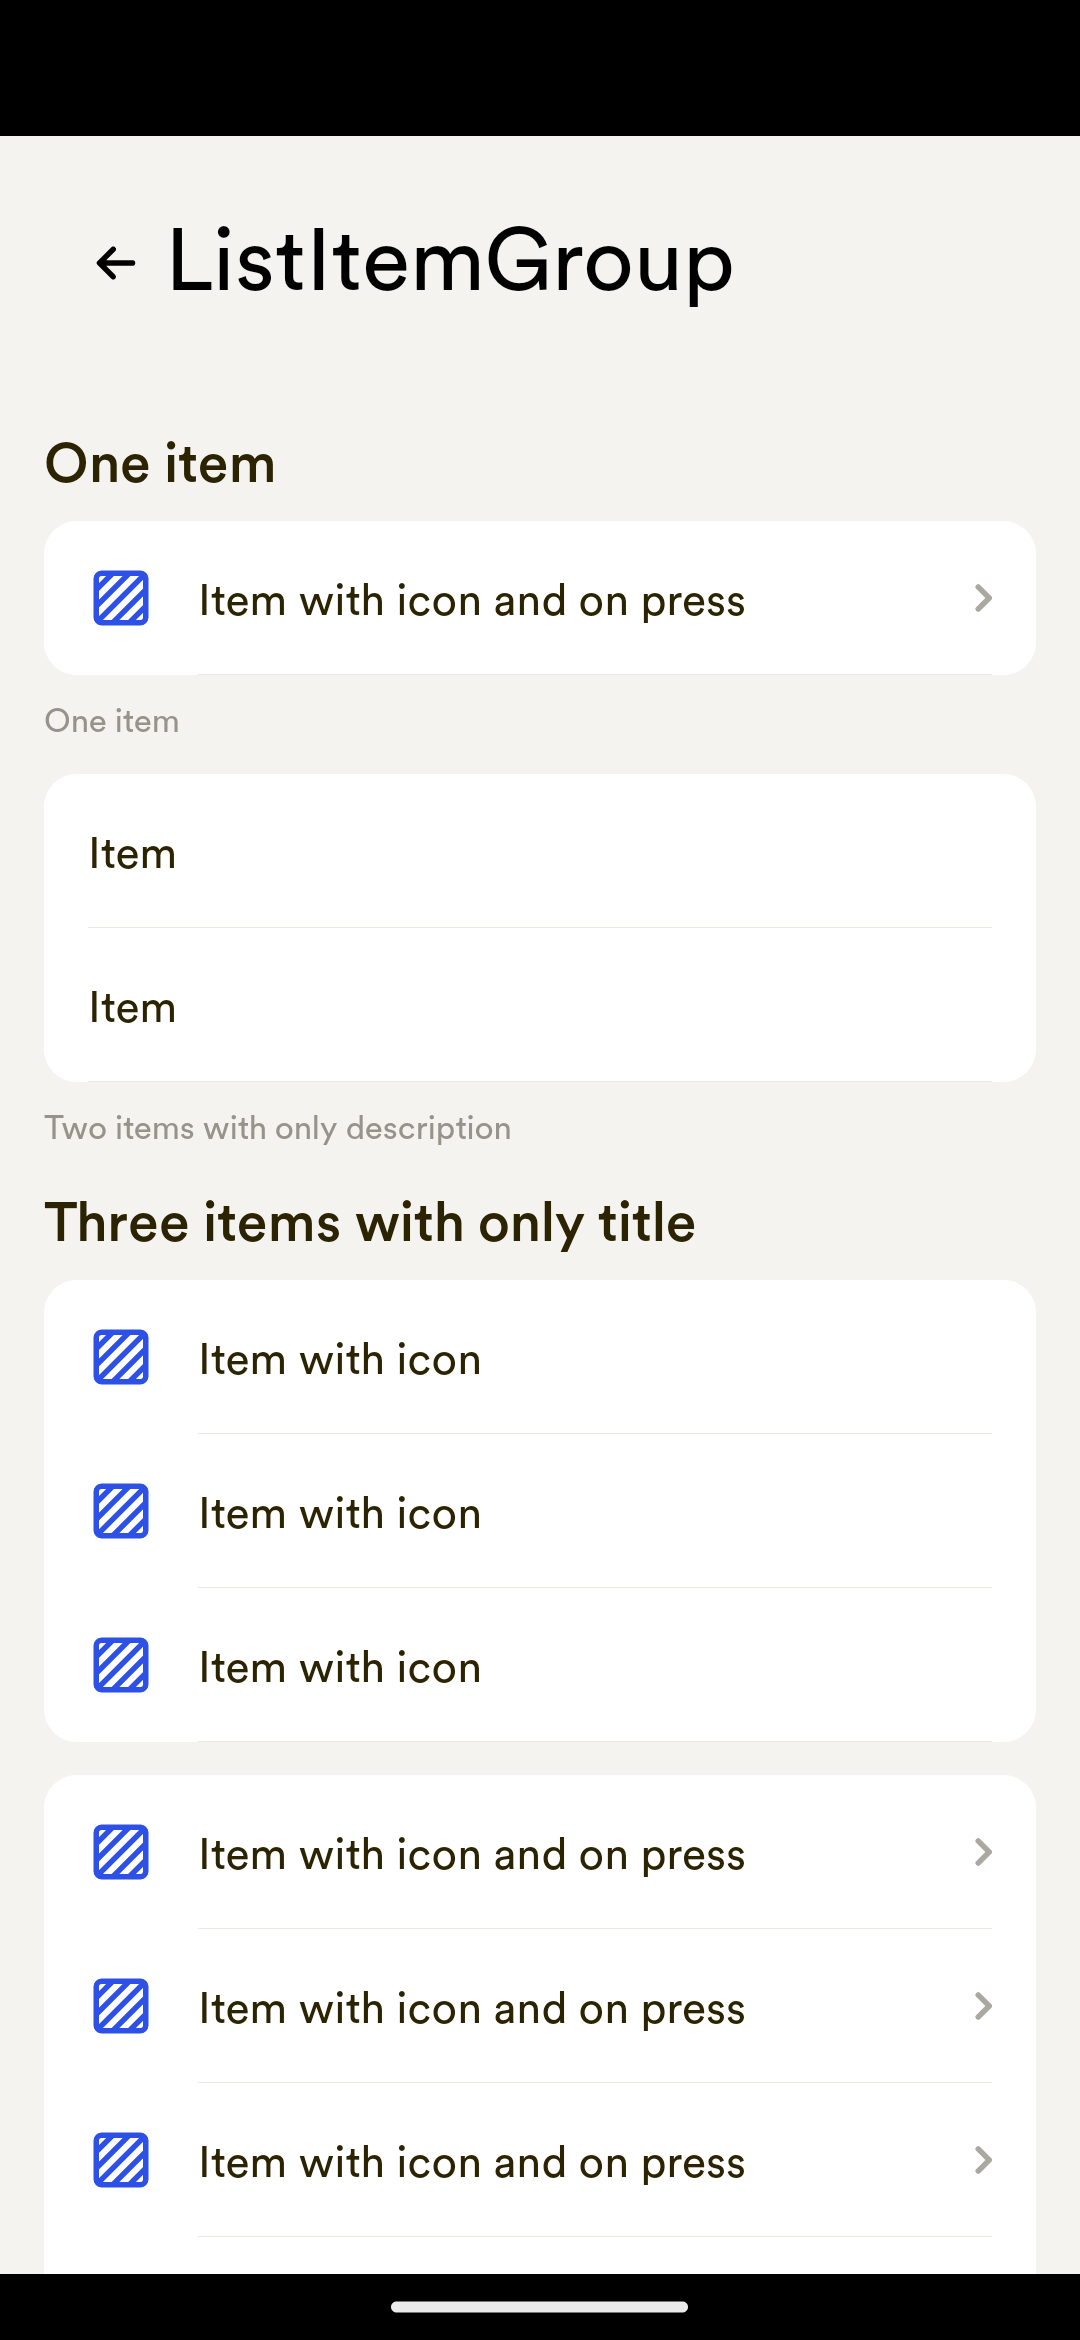 ListItemGroup
One item
Item with icon and on press
One item
Item
Item
Two items with only description
Three items with only title
Item with icon
Item with icon
Item with icon
Item with icon and on press
Item with icon and on press
Item with icon and on press